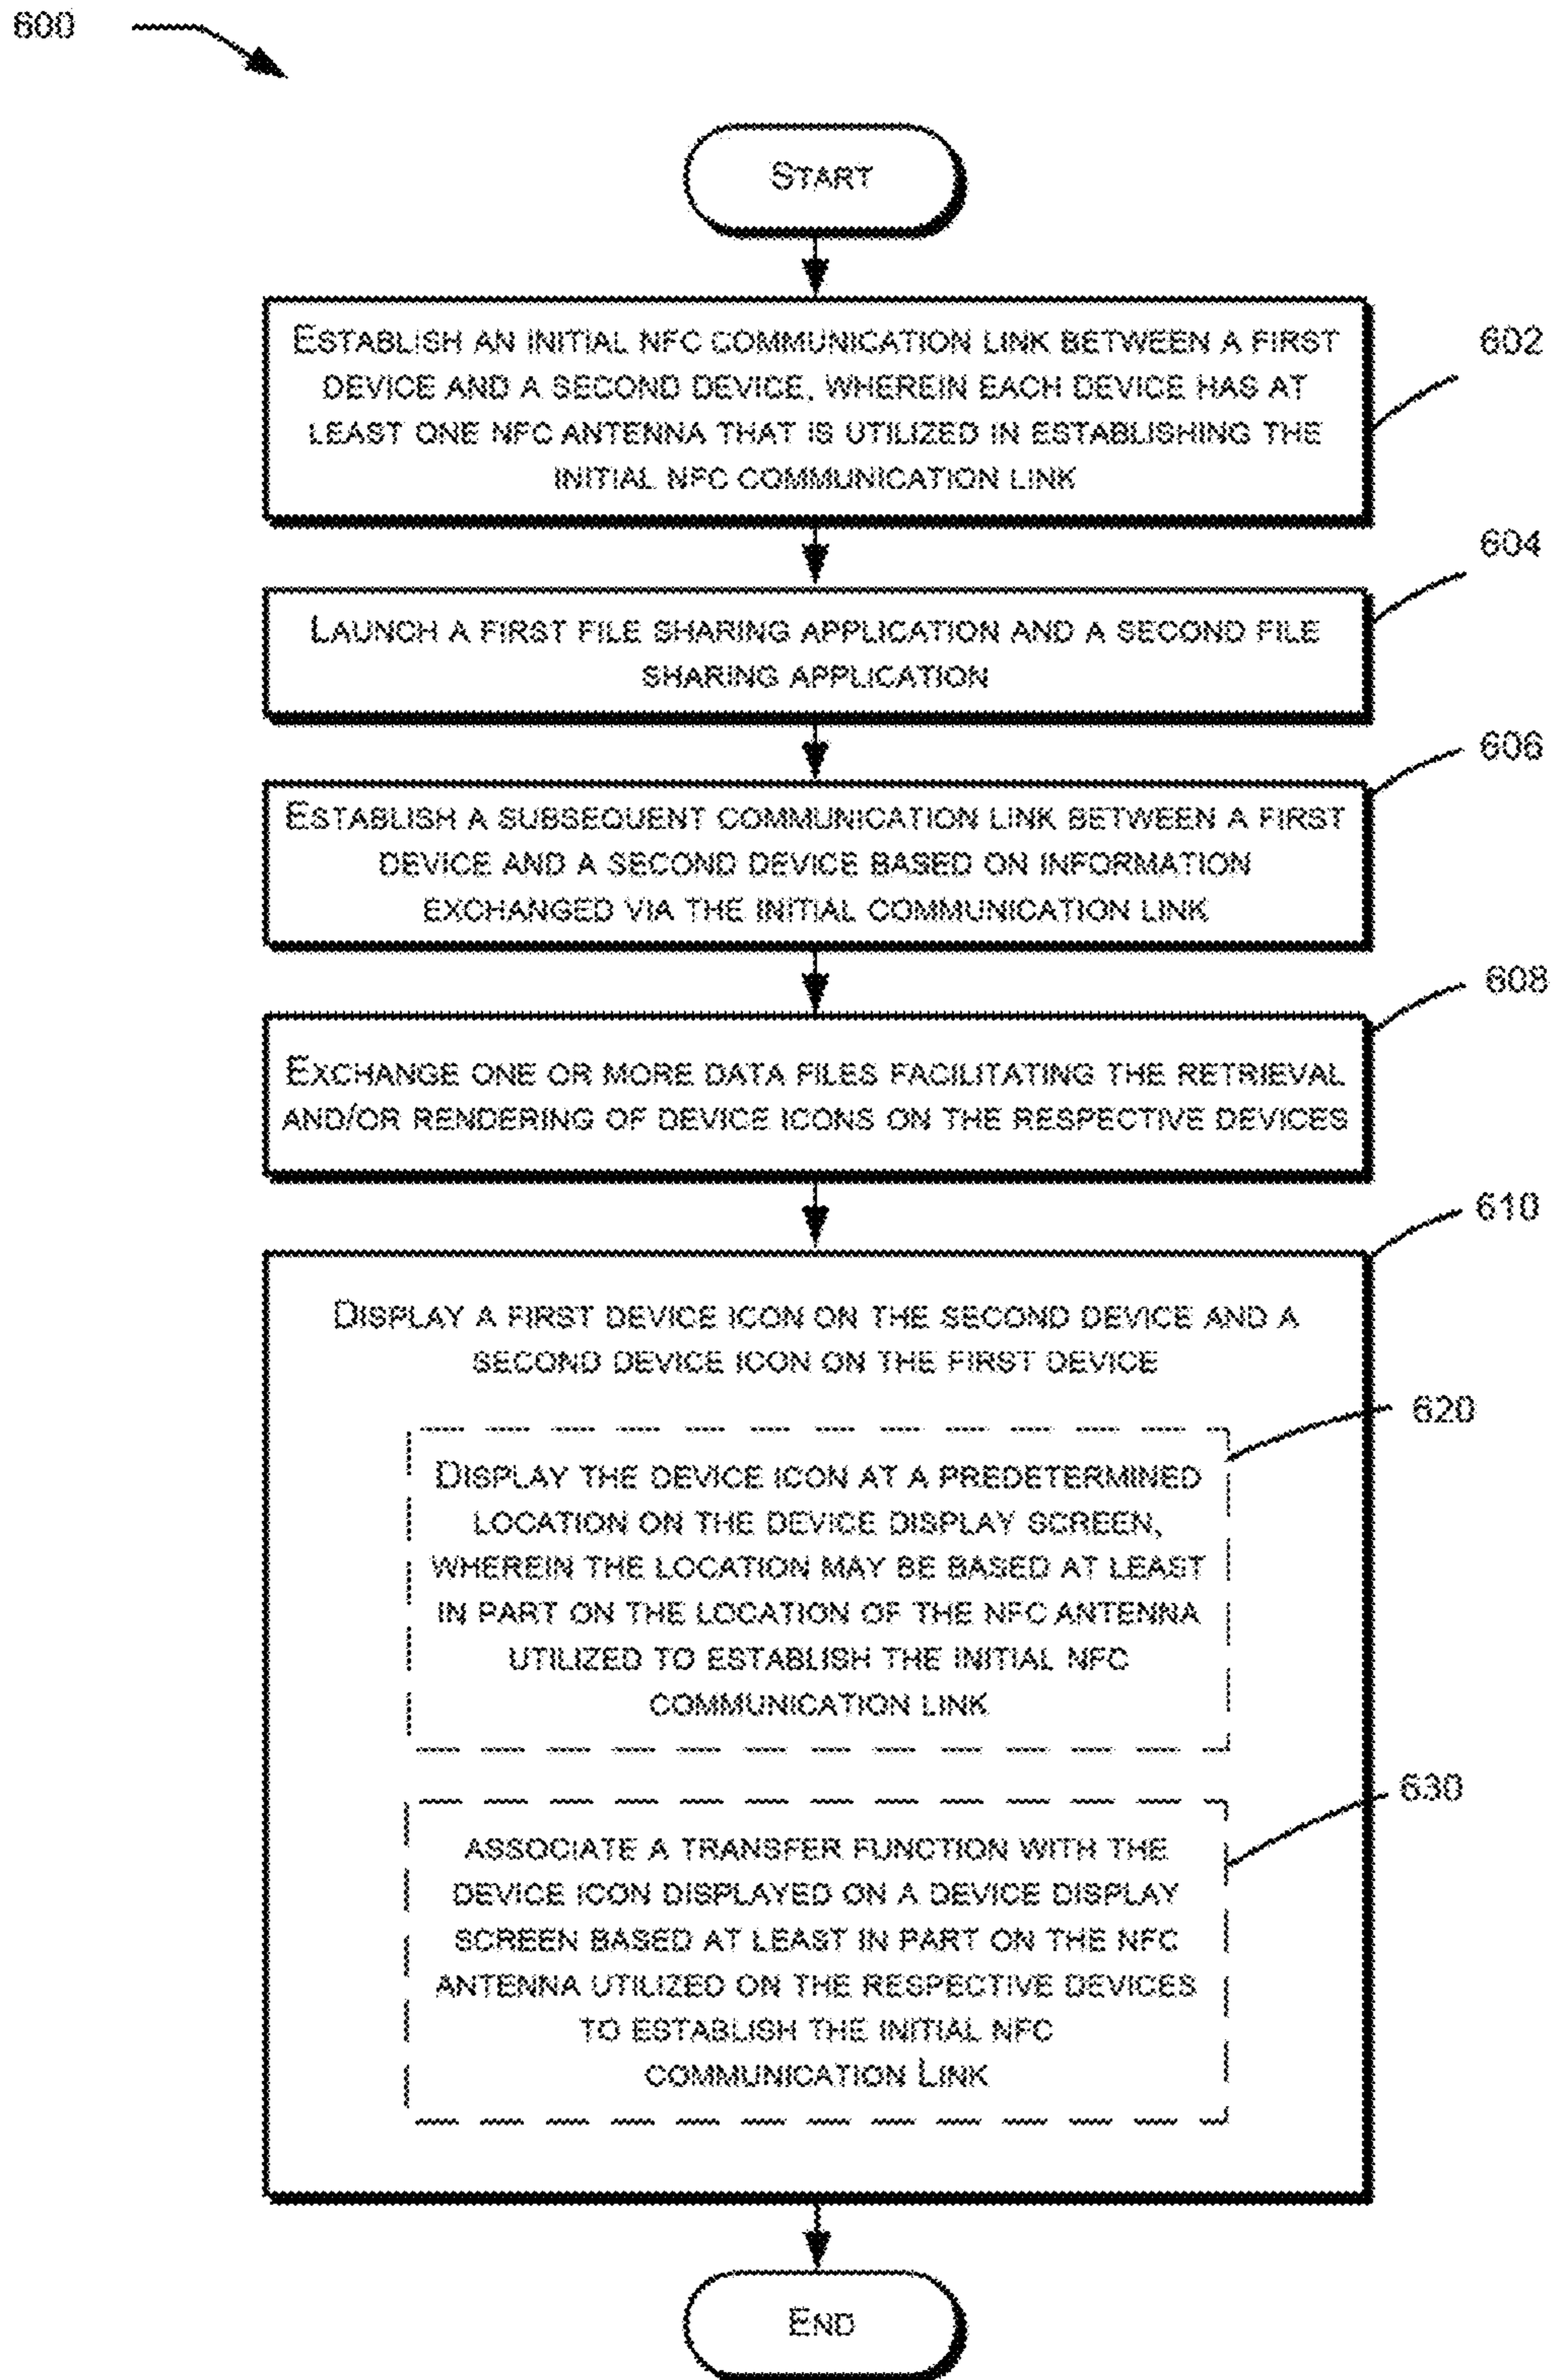 600
START
ESTABLISH AN INITIAL NFC COMMUNICATION LINK BETWEEN A FIRST
DEVICE AND A SECOND DEVICE, WHEREIN EACH DEVICE HAS AT
LEAST ONE NFC ANTENNA THAT IS UTILIZED IN ESTABLISHING THE
INITIAL NFC COMMUNICATION LINK
602
LAUNCH A FIRST FILE SHARING APPLICATION AND A SECOND FILE
SHARING APPLICATION
604
ESTABLISH A SUBSEQUENT COMMUNICATION LINK BETWEEN A FIRST
DEVICE AND A SECOND DEVICE BASED ON INFORMATION
EXCHANGED VIA THE INITIAL COMMUNICATION LINK
606
EXCHANGE ONE OR MORE DATA FILES FACILITATING THE RETRIEVAL
AND/OR RENDERING OF DEVICE ICONS ON THE RESPECTIVE DEVICES
608
DISPLAY A FIRST DEVICE ICON ON THE SECOND DEVICE AND A
SECOND DEVICE ICON ON THE FIRST DEVICE
610
DISPLAY THE DEVICE ICON AT A PREDETERMINED
LOCATION ON THE DEVICE DISPLAY SCREEN,
WHEREIN THE LOCATION MAY BE BASED AT LEAST
IN PART ON THE LOCATION OF THE NFC ANTENNA
UTILIZED TO ESTABLISH THE INITIAL NFC
COMMUNICATION LINK
620
ASSOCIATE A TRANSFER FUNCTION WITH THE
DEVICE ICON DISPLAYED ON A DEVICE DISPLAY
SCREEN BASED AT LEAST IN PART ON THE NFC
ANTENNA UTILIZED ON THE RESPECTIVE DEVICES
TO ESTABLISH THE INITIAL NFC
COMMUNICATION LINK
630
END